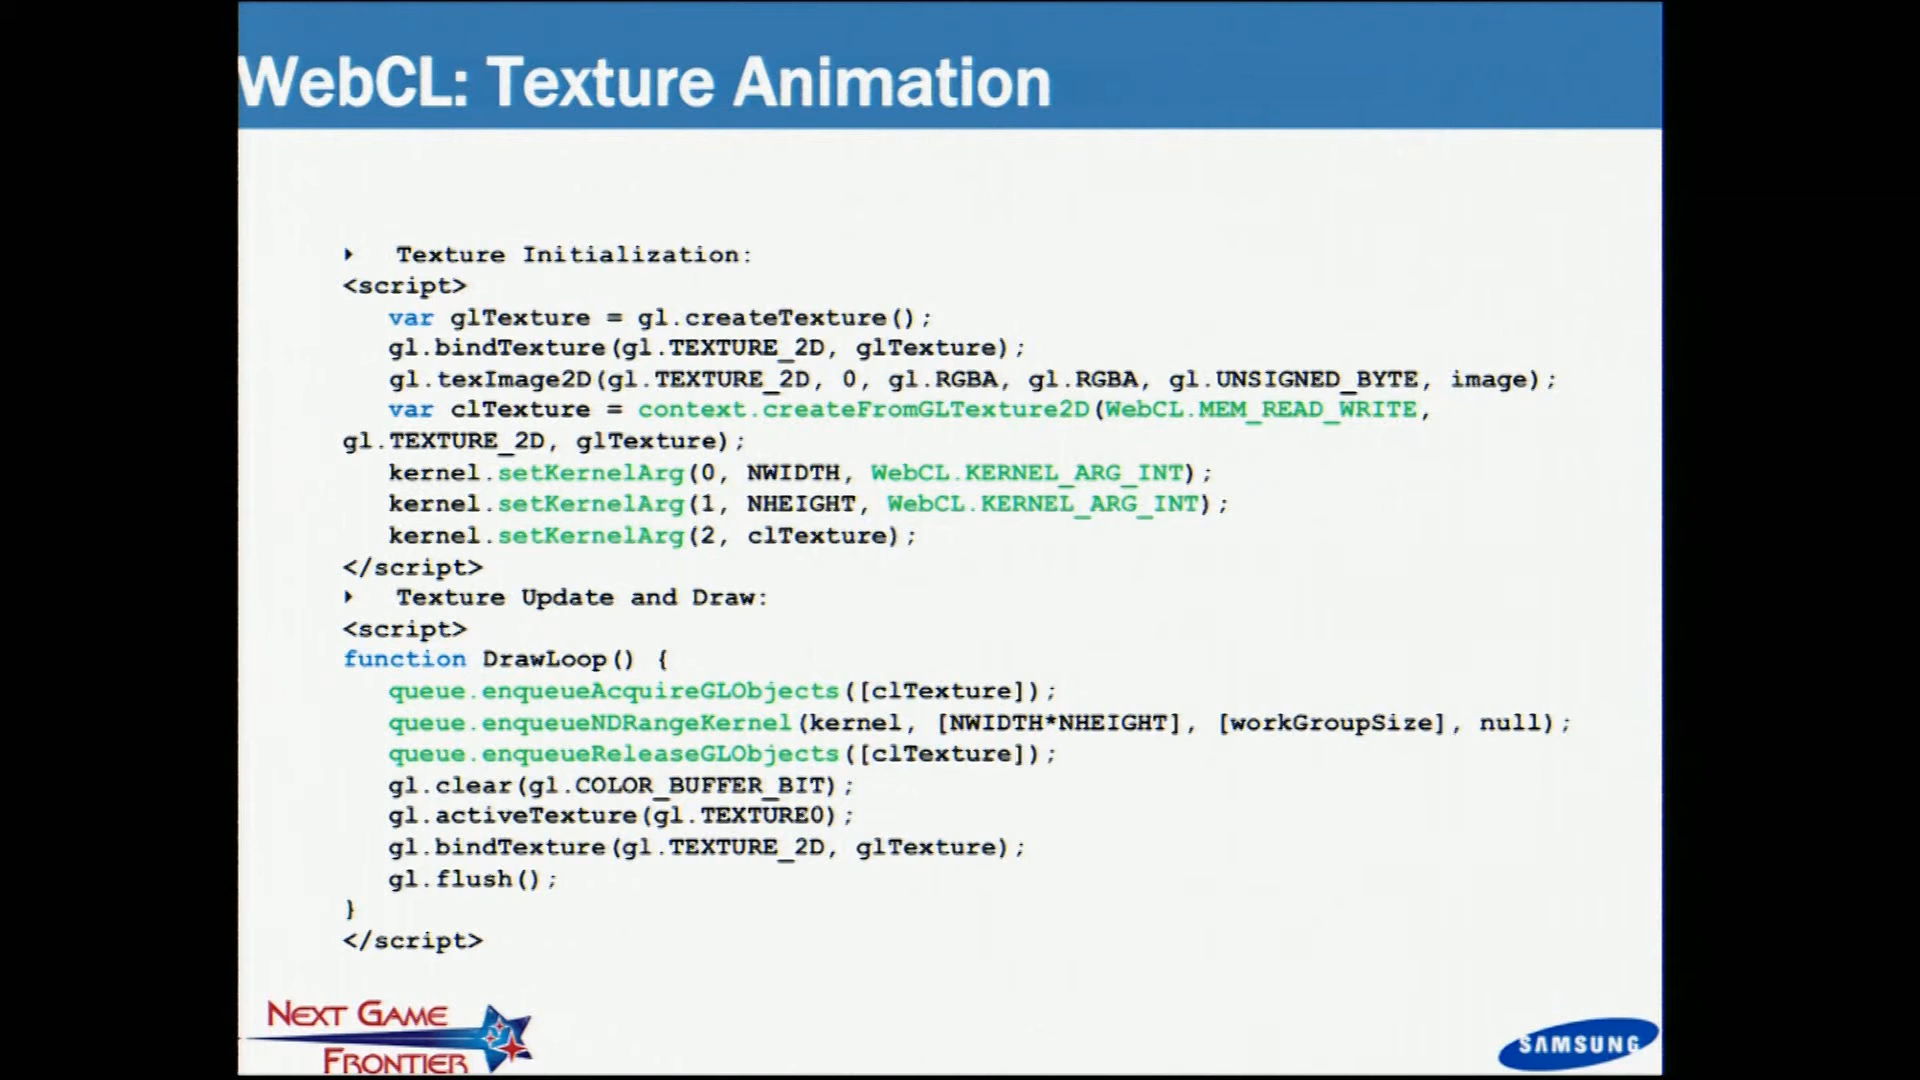 WebCL: Texture Animation
Texture Initialization:
<script>
var glTexture = gl.createTexture();
gl.bindTexture(gl.TEXTURE_2D, glTexture);
gl.texImage2D(gl.TEXTURE_2D, 0, gl.RGBA, gl.RGBA, gl.UNSIGNED_BYTE, image);
var clTexture = context.createFromGLTexture2D(WebCL.MEM_READ_WRITE,
gl.TEXTURE_2D, glTexture);
kernel.setKernelArg(0, NWIDTH, WebCL.KERNEL_ARG_INT);
kernel.setKernelArg(1, NHEIGHT, WebCL.KERNEL_ARG_INT);
kernel.setKernelArg(2, clTexture);
</script>
Texture Update and Draw:
<script>
function DrawLoop() {
queue.enqueueAcquireGLObjects([clTexture]);
queue.enqueueNDRangeKernel(kernel, [NWIDTH*NHEIGHT], [workGroupSize], null);
queue.enqueueReleaseGLObjects([clTexture]);
gl.clear(gl.COLOR_BUFFER_BIT);
gl.activeTexture(gl.TEXTURE0);
gl.bindTexture(gl.TEXTURE_2D, glTexture);
gl.flush();
}
</script>
NEXT GAME
FRONTIER
SAMSUNG